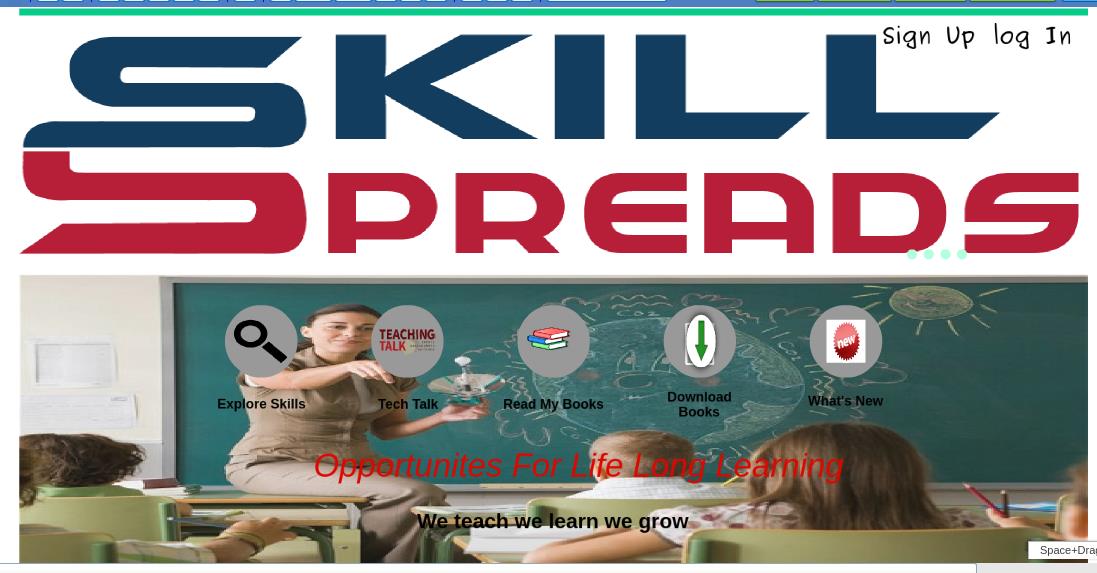 Sign Up log In
SKILL
SPREADS
TEACHING
TALK
new
Explore Skills
Tech Talk
Read My Books
Download
Books
What's New
Opportunites For Life Long Learning
We teach we learn we grow
Space+Drag